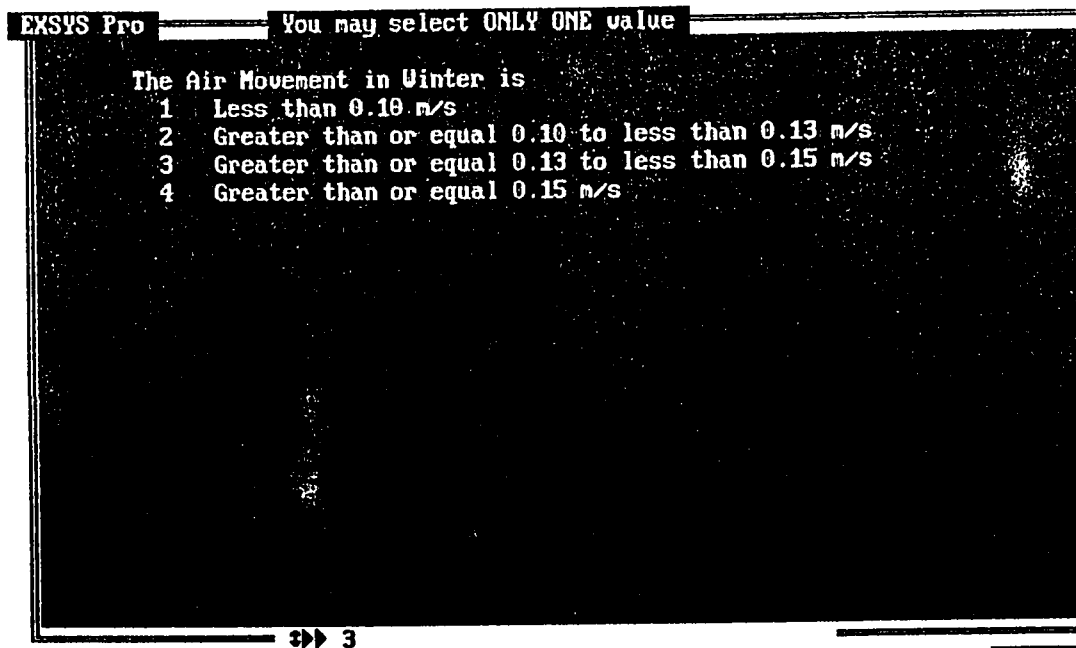 EXSYS Pro You may select ONLY ONE value
The Air Movement in Winter is
1 Less than 0.10 m/s
2 Greater than or equal 0.10 to less than 0.13 m/s
3 Greater than or equal 0.13 to less than 0.15 m/s
4 Greater than or equal 0.15 m/s
3